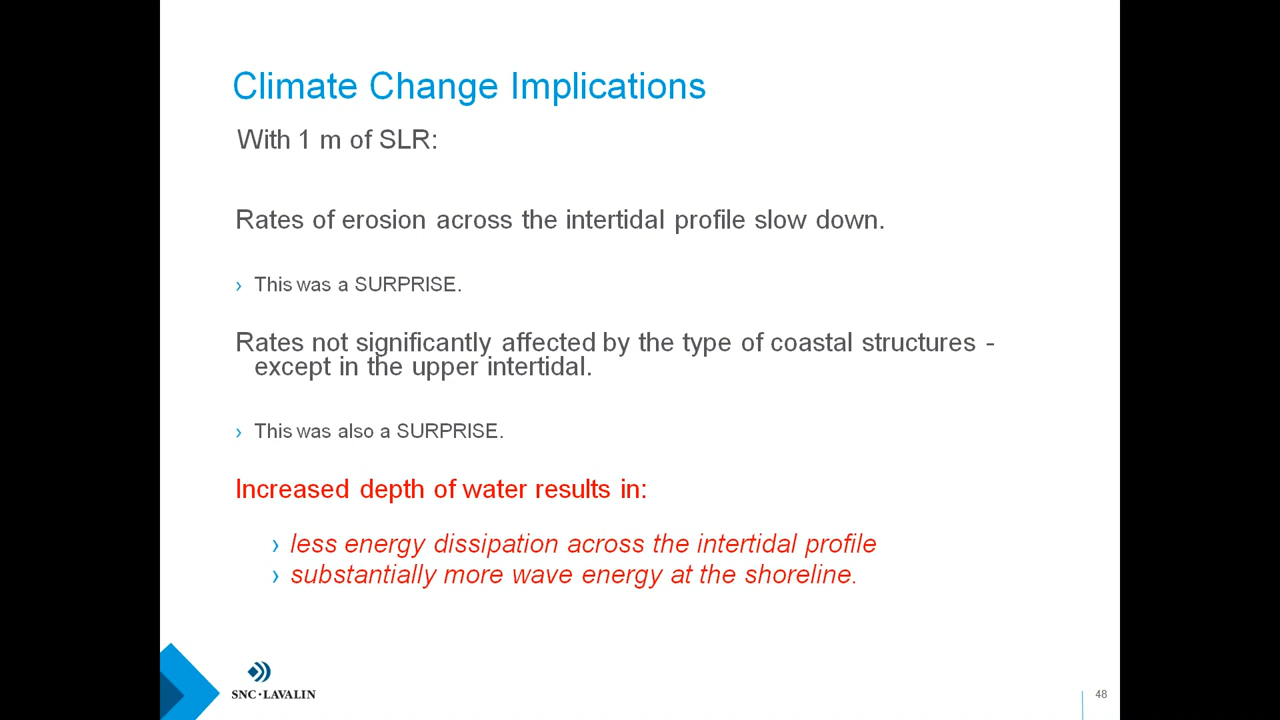 Climate Change Implications
With 1 m of SLR:
Rates of erosion across the intertidal profile slow down.
› This was a SURPRISE.
Rates not significantly affected by the type of coastal structures -
except in the upper intertidal.
› This was also a SURPRISE.
Increased depth of water results in:
› less energy dissipation across the intertidal profile
› substantially more wave energy at the shoreline.
SNC·LAVALIN
48